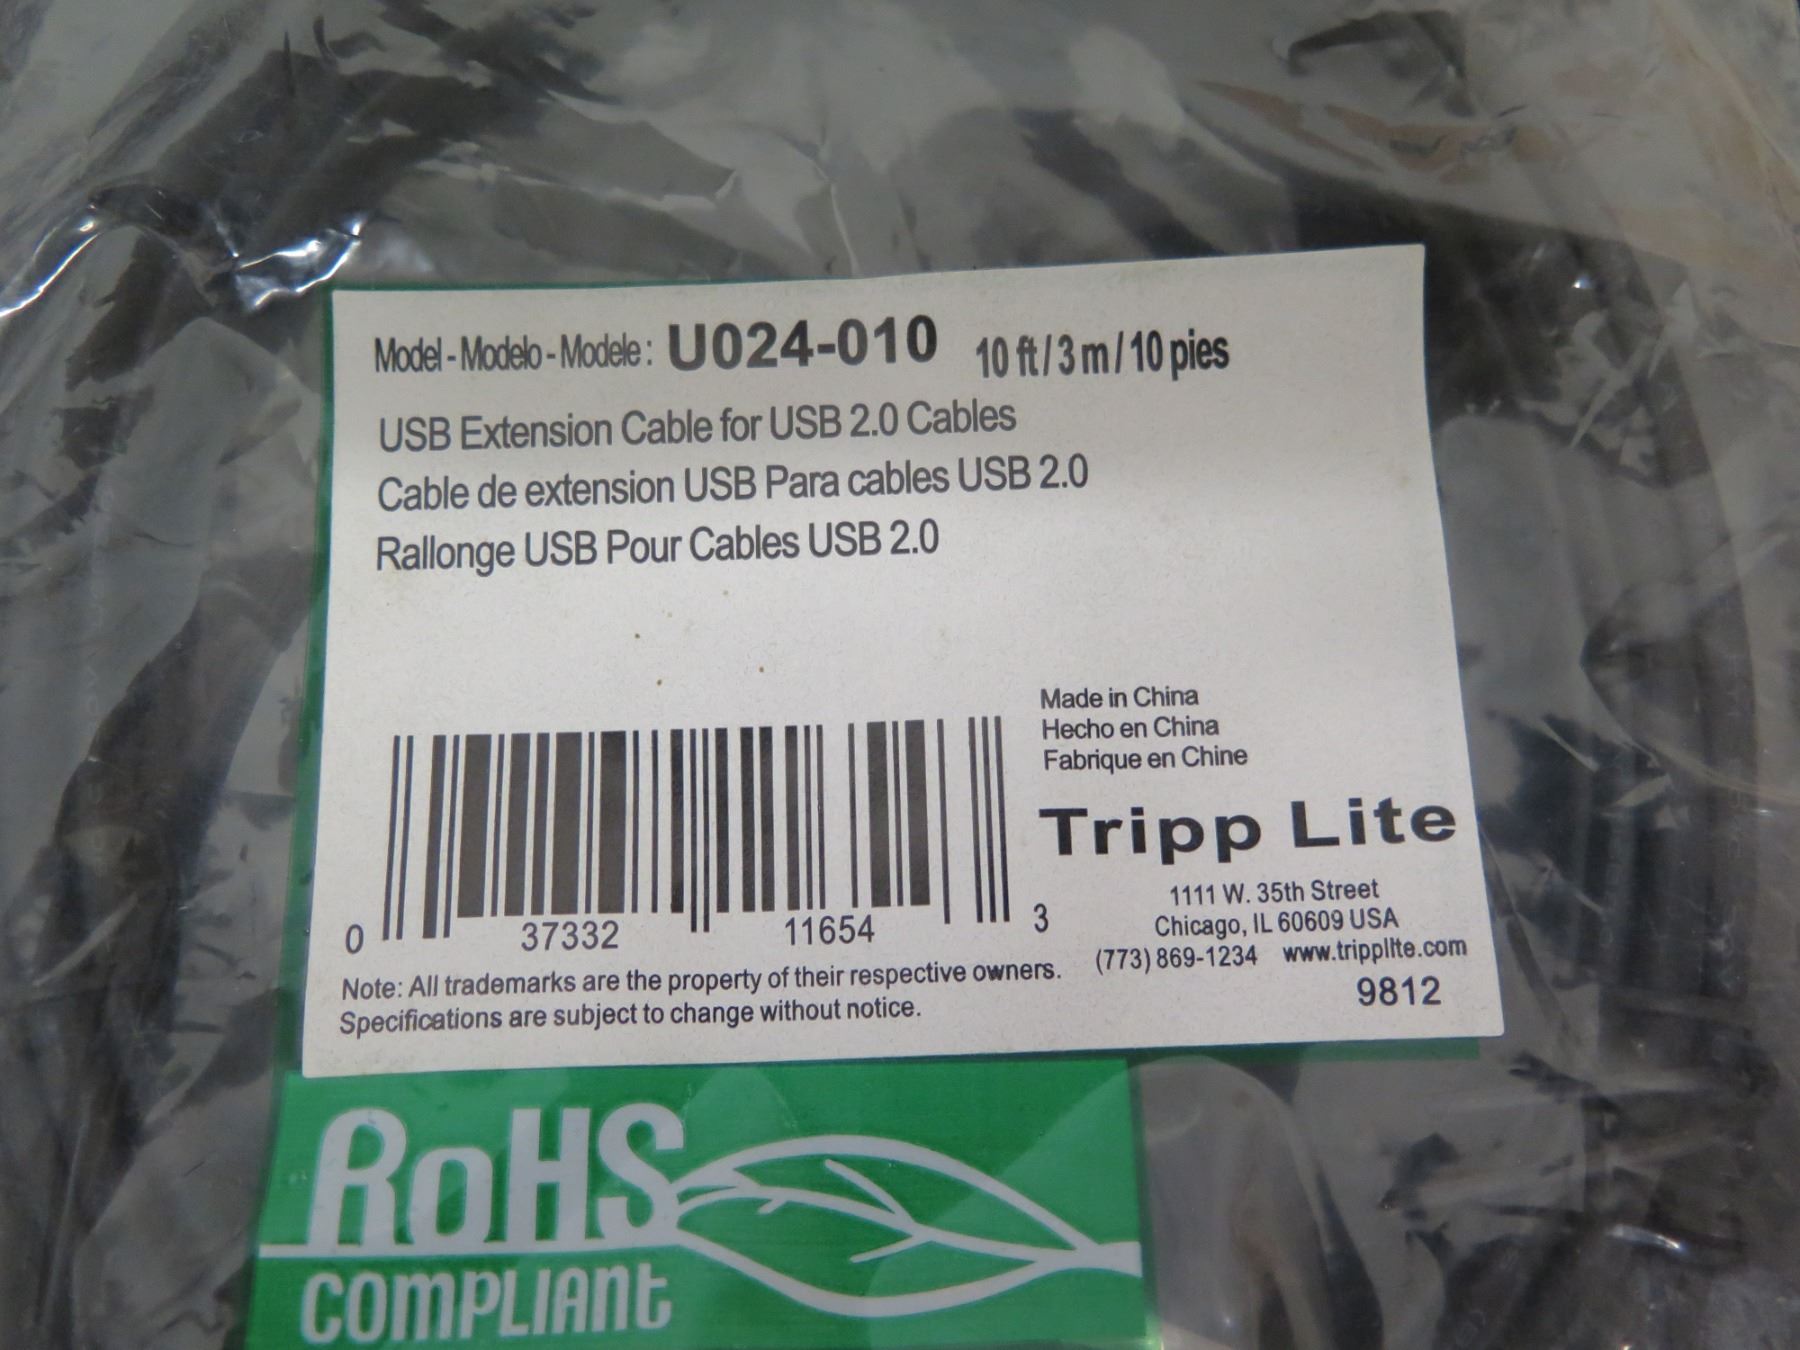 Model - Modelo - Modele : U024-010 10 ft / 3 m / 10 pies
USB Extension Cable for USB 2.0 Cables
Cable de extension USB Para cables USB 2.0
Rallonge USB Pour Cables USB 2.0
Made in China
Hecho en China
Fabrique en Chine
Tripp Lite
1111 W. 35th Street
Chicago, IL 60609 USA
(773) 869-1234 www.tripplite.com
9812
0 37332 11654 3
Note: All trademarks are the property of their respective owners.
Specifications are subject to change without notice.
RoHS
COMPLIANt